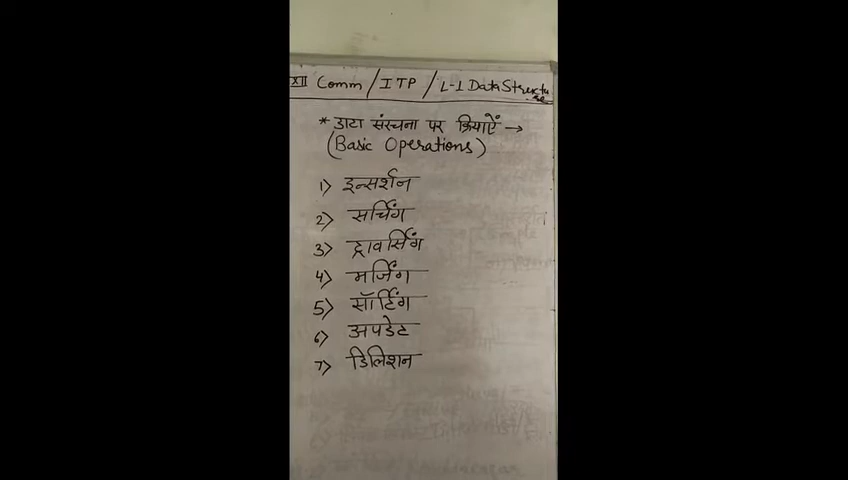 XII Comm / ITP / L-1 Data Structure
* डाटा संरचना पर क्रियाऐं →
(Basic Operations)
1> इन्सर्शन
2> सर्चिंग
3> ट्रावर्सिंग
4> मर्जिंग
5> सॉर्टिंग
6> अपडेट
7> डिलिशन